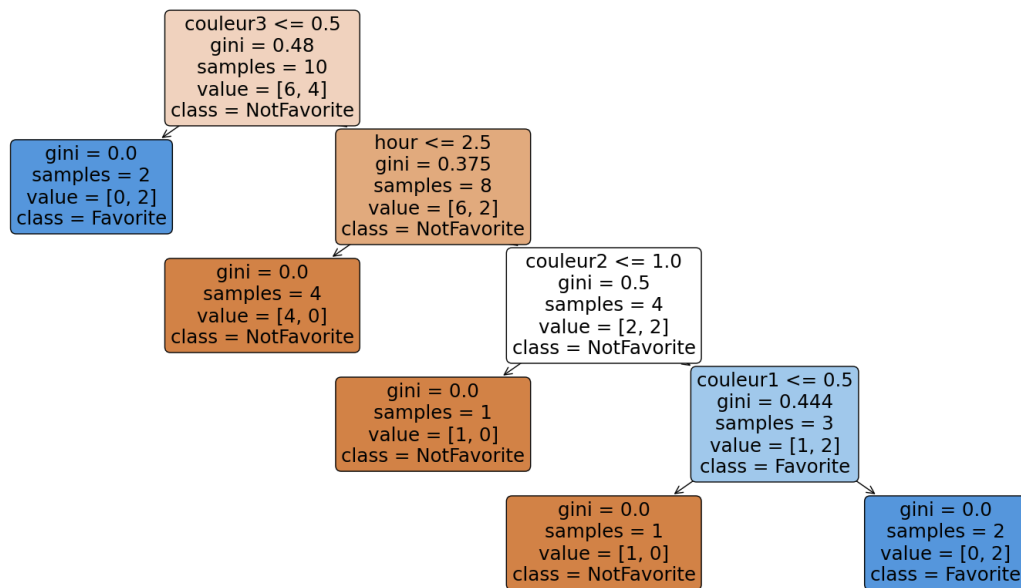 couleur3 <= 0.5
gini = 0.48
samples = 10
value = [6, 4]
class = NotFavorite
gini = 0.0
samples = 2
value = [0, 2]
class = Favorite
hour <= 2.5
gini = 0.375
samples = 8
value = [6, 2]
class = NotFavorite
gini = 0.0
samples = 4
value = [4, 0]
class = NotFavorite
couleur2 <= 1.0
gini = 0.5
samples = 4
value = [2, 2]
class = NotFavorite
gini = 0.0
samples = 1
value = [1, 0]
class = NotFavorite
couleur1 <= 0.5
gini = 0.444
samples = 3
value = [1, 2]
class = Favorite
gini = 0.0
samples = 1
value = [1, 0]
class = NotFavorite
gini = 0.0
samples = 2
value = [0, 2]
class = Favorite